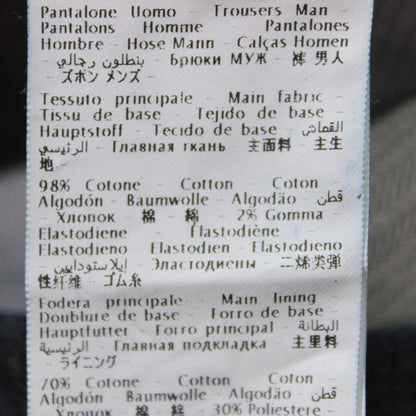 Pantalone Uomo - Trousers Man -
Pantalons Homme - Pantalones
Hombre - Hose Mann - Calças Homen
- بنطلون رجالي - Брюки МУЖ - 裤 男人
- ズボン メンズ -
Tessuto principale - Main fabric -
Tissu de base - Tejido de base -
Hauptstoff - Tecido de base - القماش
الرئيسي - Главная ткань - 主面料 - 主生
地 -
98% Cotone - Cotton - Coton -
Algodón - Baumwolle - Algodão - قطن
- Хлопок - 棉 - 綿 - 2% Gomma
Elastodiene - Elastodiène -
Elastodieno - Elastodien - Elastodieno
- إيلاستودايين - Эластодиены - 二烯类弹
性纤维 - ゴム糸
Fodera principale - Main lining -
Doublure de base - Forro de base -
Hauptfutter - Forro principal - البطانة
الرئيسية - Главная подкладка - 主里料
- ライニング -
70% Cotone - Cotton - Coton -
Algodón - Baumwolle - Algodão - قطن
- Хлопок - 棉 - 綿 - 30% Poliestere -